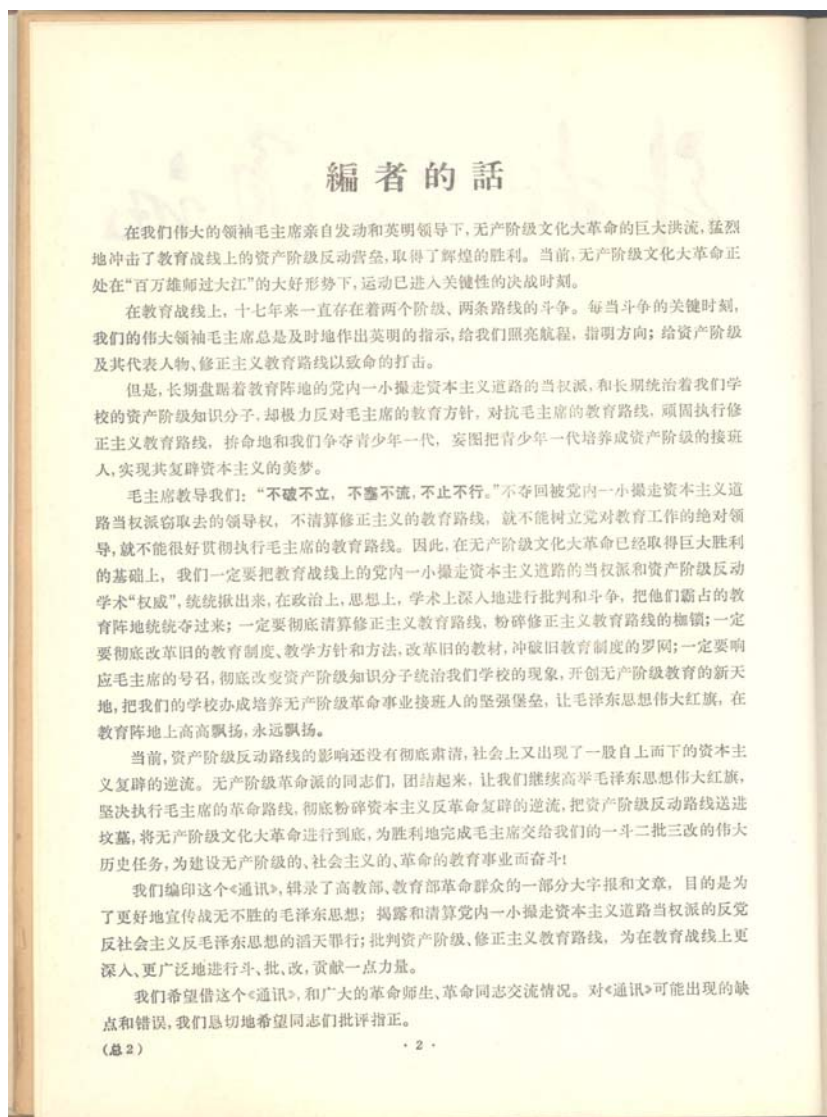 編者的話
在我们伟大的领袖毛主席亲自发动和英明领导下，无产阶级文化大革命的巨大洪流，猛烈
地冲击了教育战线上的资产阶级反动营垒，取得了辉煌的胜利。当前，无产阶级文化大革命正
处在“百万雄师过大江”的大好形势下，运动已进入关键性的决战时刻。
在教育战线上，十七年来一直存在着两个阶级、两条路线的斗争。每当斗争的关键时刻，
我们的伟大领袖毛主席总是及时地作出英明的指示，给我们照亮航程，指明方向；给资产阶级
及其代表人物、修正主义教育路线以致命的打击。
但是，长期盘踞着教育阵地的党内一小撮走资本主义道路的当权派，和长期统治着我们学
校的资产阶级知识分子，却极力反对毛主席的教育方针，对抗毛主席的教育路线，顽固执行修
正主义教育路线，拚命地和我们争夺青少年一代，妄图把青少年一代培养成资产阶级的接班
人，实现其复辟资本主义的美梦。
毛主席教导我们：“不破不立，不塞不流，不止不行。”不夺回被党内一小撮走资本主义道
路当权派窃取去的领导权，不清算修正主义的教育路线，就不能树立党对教育工作的绝对领
导，就不能很好贯彻执行毛主席的教育路线。因此，在无产阶级文化大革命已经取得巨大胜利
的基础上，我们一定要把教育战线上的党内一小撮走资本主义道路的当权派和资产阶级反动
学术“权威”，统统揪出来，在政治上，思想上，学术上深入地进行批判和斗争，把他们霸占的教
育阵地统统夺过来；一定要彻底清算修正主义教育路线，粉碎修正主义教育路线的枷锁；一定
要彻底改革旧的教育制度、教学方针和方法，改革旧的教材，冲破旧教育制度的罗网；一定要响
应毛主席的号召，彻底改变资产阶级知识分子统治我们学校的现象，开创无产阶级教育的新天
地，把我们的学校办成培养无产阶级革命事业接班人的坚强堡垒，让毛泽东思想伟大红旗，在
教育阵地上高高飘扬，永远飘扬。
当前，资产阶级反动路线的影响还没有彻底肃清，社会上又出现了一股自上而下的资本主
义复辟的逆流。无产阶级革命派的同志们，团结起来，让我们继续高举毛泽东思想伟大红旗，
坚决执行毛主席的革命路线，彻底粉碎资本主义反革命复辟的逆流，把资产阶级反动路线送进
坟墓，将无产阶级文化大革命进行到底，为胜利地完成毛主席交给我们的一斗二批三改的伟大
历史任务，为建设无产阶级的、社会主义的、革命的教育事业而奋斗！
我们编印这个《通讯》，辑录了高教部、教育部革命群众的一部分大字报和文章，目的是为
了更好地宣传战无不胜的毛泽东思想；揭露和清算党内一小撮走资本主义道路当权派的反党
反社会主义反毛泽东思想的滔天罪行；批判资产阶级、修正主义教育路线，为在教育战线上更
深入、更广泛地进行斗、批、改，贡献一点力量。
我们希望借这个《通讯》，和广大的革命师生、革命同志交流情况。对《通讯》可能出现的缺
点和错误，我们恳切地希望同志们批评指正。
（总2） · 2 ·